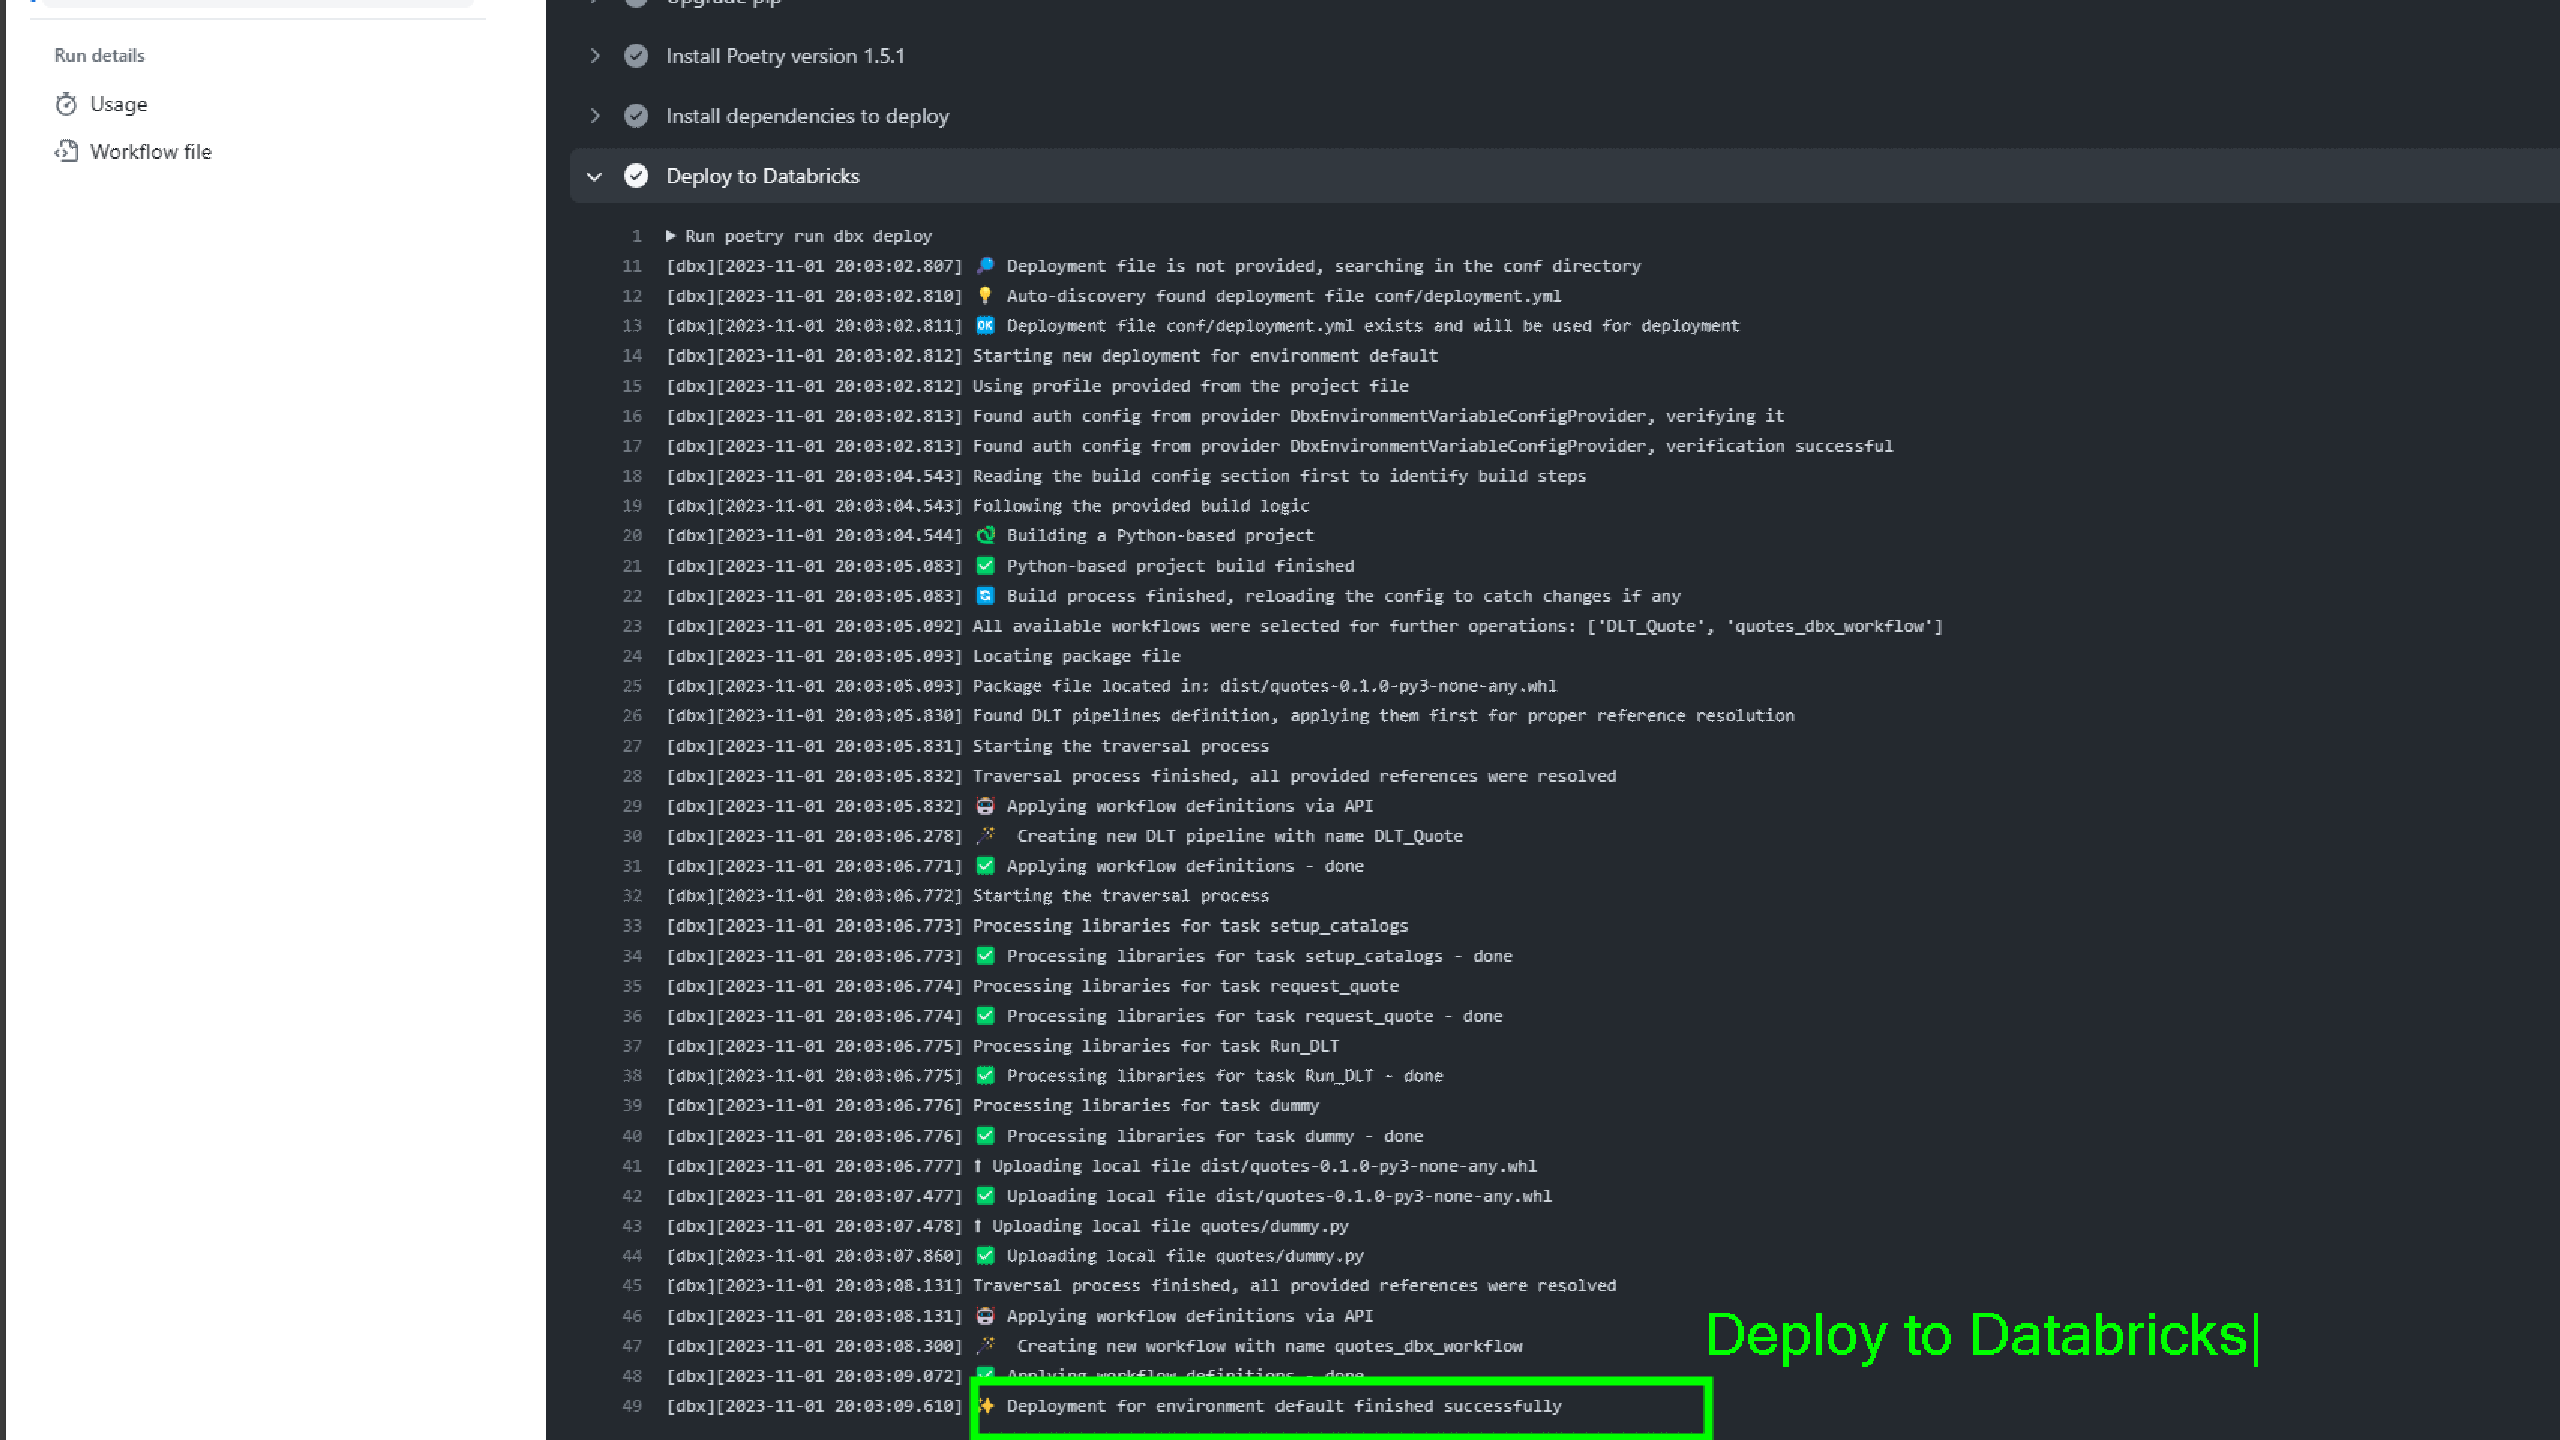 Upgrade pip
Run details
Install Poetry version 1.5.1
Usage
Install dependencies to deploy
Workflow file
Deploy to Databricks
1 Run poetry run dbx deploy
11 [dbx][2023-11-01 20:03:02.807] 🔎 Deployment file is not provided, searching in the conf directory
12 [dbx][2023-11-01 20:03:02.810] 💡 Auto-discovery found deployment file conf/deployment.yml
13 [dbx][2023-11-01 20:03:02.811] 🆗 Deployment file conf/deployment.yml exists and will be used for deployment
14 [dbx][2023-11-01 20:03:02.812] Starting new deployment for environment default
15 [dbx][2023-11-01 20:03:02.812] Using profile provided from the project file
16 [dbx][2023-11-01 20:03:02.813] Found auth config from provider DbxEnvironmentVariableConfigProvider, verifying it
17 [dbx][2023-11-01 20:03:02.813] Found auth config from provider DbxEnvironmentVariableConfigProvider, verification successful
18 [dbx][2023-11-01 20:03:04.543] Reading the build config section first to identify build steps
19 [dbx][2023-11-01 20:03:04.543] Following the provided build logic
20 [dbx][2023-11-01 20:03:04.544] 🐍 Building a Python-based project
21 [dbx][2023-11-01 20:03:05.083] ✅ Python-based project build finished
22 [dbx][2023-11-01 20:03:05.083] 🔄 Build process finished, reloading the config to catch changes if any
23 [dbx][2023-11-01 20:03:05.092] All available workflows were selected for further operations: ['DLT_Quote', 'quotes_dbx_workflow']
24 [dbx][2023-11-01 20:03:05.093] Locating package file
25 [dbx][2023-11-01 20:03:05.093] Package file located in: dist/quotes-0.1.0-py3-none-any.whl
26 [dbx][2023-11-01 20:03:05.830] Found DLT pipelines definition, applying them first for proper reference resolution
27 [dbx][2023-11-01 20:03:05.831] Starting the traversal process
28 [dbx][2023-11-01 20:03:05.832] Traversal process finished, all provided references were resolved
29 [dbx][2023-11-01 20:03:05.832] 🤖 Applying workflow definitions via API
30 [dbx][2023-11-01 20:03:06.278] 🪄 Creating new DLT pipeline with name DLT_Quote
31 [dbx][2023-11-01 20:03:06.771] ✅ Applying workflow definitions - done
32 [dbx][2023-11-01 20:03:06.772] Starting the traversal process
33 [dbx][2023-11-01 20:03:06.773] Processing libraries for task setup_catalogs
34 [dbx][2023-11-01 20:03:06.773] ✅ Processing libraries for task setup_catalogs - done
35 [dbx][2023-11-01 20:03:06.774] Processing libraries for task request_quote
36 [dbx][2023-11-01 20:03:06.774] ✅ Processing libraries for task request_quote - done
37 [dbx][2023-11-01 20:03:06.775] Processing libraries for task Run_DLT
38 [dbx][2023-11-01 20:03:06.775] ✅ Processing libraries for task Run_DLT - done
39 [dbx][2023-11-01 20:03:06.776] Processing libraries for task dummy
40 [dbx][2023-11-01 20:03:06.776] ✅ Processing libraries for task dummy - done
41 [dbx][2023-11-01 20:03:06.777] ⬆ Uploading local file dist/quotes-0.1.0-py3-none-any.whl
42 [dbx][2023-11-01 20:03:07.477] ✅ Uploading local file dist/quotes-0.1.0-py3-none-any.whl
43 [dbx][2023-11-01 20:03:07.478] ⬆ Uploading local file quotes/dummy.py
44 [dbx][2023-11-01 20:03:07.860] ✅ Uploading local file quotes/dummy.py
45 [dbx][2023-11-01 20:03:08.131] Traversal process finished, all provided references were resolved
46 [dbx][2023-11-01 20:03:08.131] 🤖 Applying workflow definitions via API
47 [dbx][2023-11-01 20:03:08.300] 🪄 Creating new workflow with name quotes_dbx_workflow
Deploy to Databricks
48 [dbx][2023-11-01 20:03:09.072] ✅ Applying workflow definitions - done
49 [dbx][2023-11-01 20:03:09.610] ✨ Deployment for environment default finished successfully